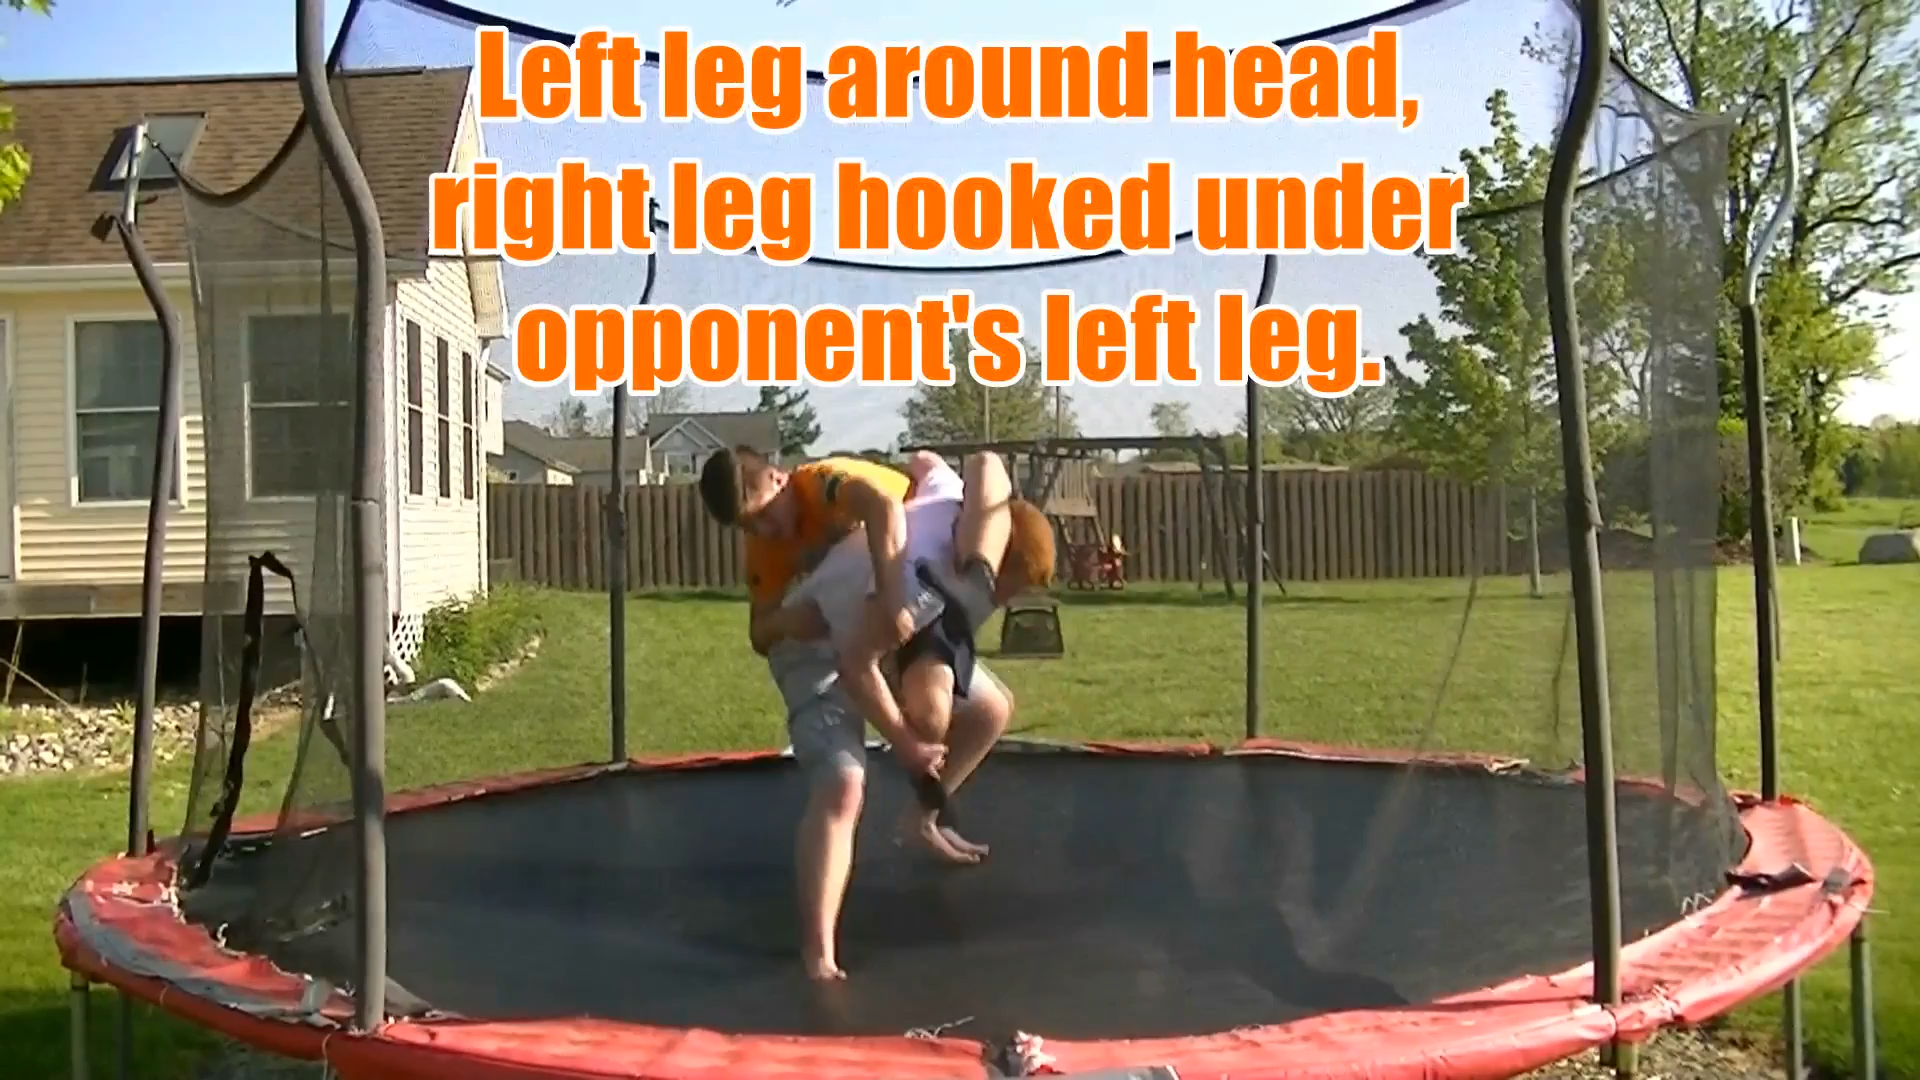 Left leg around head,
right leg hooked under
opponent's left leg.